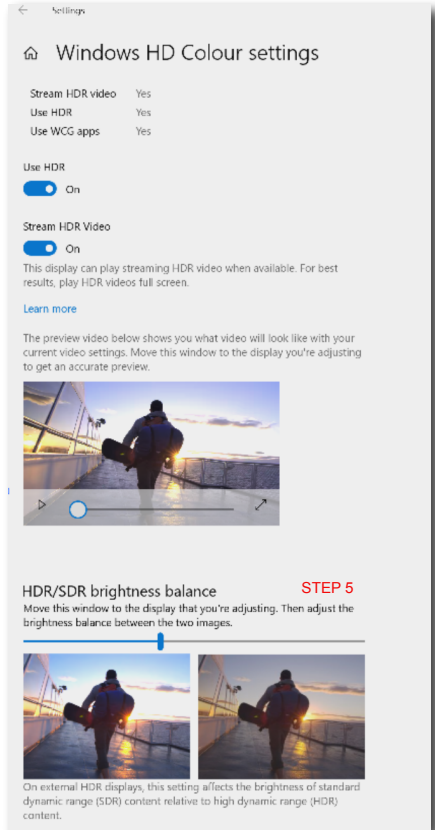 Settings
Windows HD Colour settings
Stream HDR video Yes
Use HDR Yes
Use WCG apps Yes
Use HDR
On
Stream HDR Video
On
This display can play streaming HDR video when available. For best
results, play HDR videos full screen.
Learn more
The preview video below shows you what video will look like with your
current video settings. Move this window to the display you're adjusting
to get an accurate preview.
HDR/SDR brightness balance STEP 5
Move this window to the display that you're adjusting. Then adjust the
brightness balance between the two images.
On external HDR displays, this setting affects the brightness of standard
dynamic range (SDR) content relative to high dynamic range (HDR)
content.